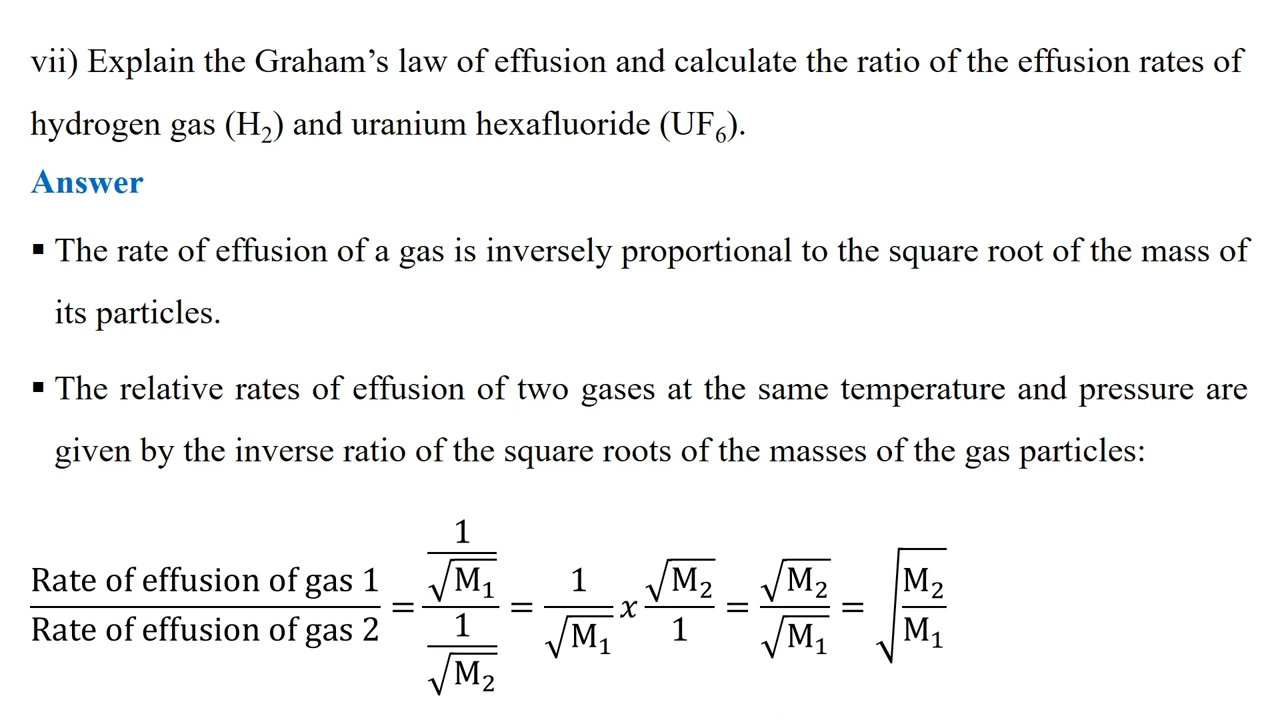 vii) Explain the Graham’s law of effusion and calculate the ratio of the effusion rates of
hydrogen gas (H₂) and uranium hexafluoride (UF₆).
Answer
▪ The rate of effusion of a gas is inversely proportional to the square root of the mass of
its particles.
▪ The relative rates of effusion of two gases at the same temperature and pressure are
given by the inverse ratio of the square roots of the masses of the gas particles:
Rate of effusion of gas 1 / Rate of effusion of gas 2 = (1/√M₁) / (1/√M₂) = 1/√M₁ x √M₂/1 = √M₂/√M₁ = √(M₂/M₁)